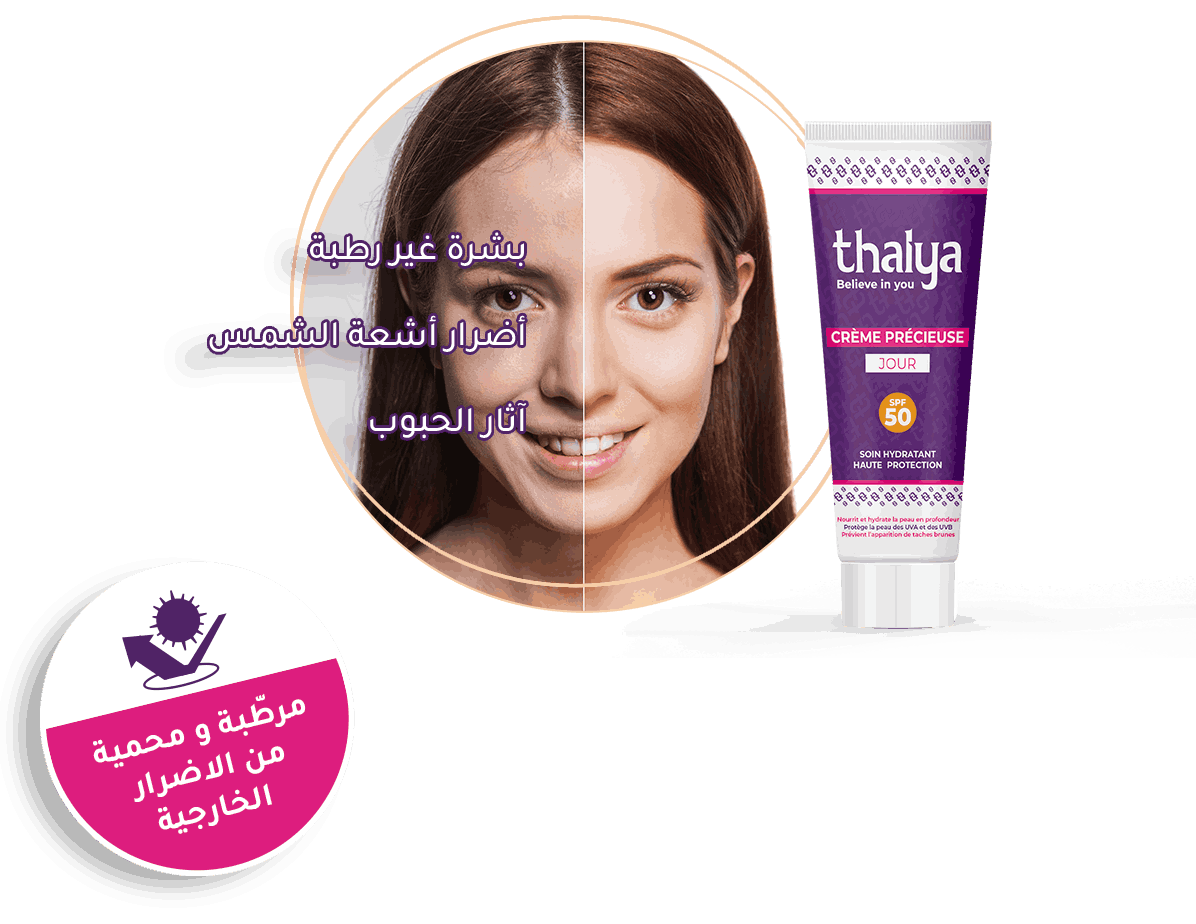 بشرة غير رطبة
أضرار أشعة الشمس
آثار الحبوب
thalya
Believe in you
CRÈME PRÉCIEUSE
JOUR
SPF
50
SOIN HYDRATANT
HAUTE PROTECTION
Nourrit et hydrate la peau en profondeur
Protège la peau des UVA et des UVB
Prévient l'apparition de taches brunes
مرطّبة و محمية
من الاضرار
الخارجية